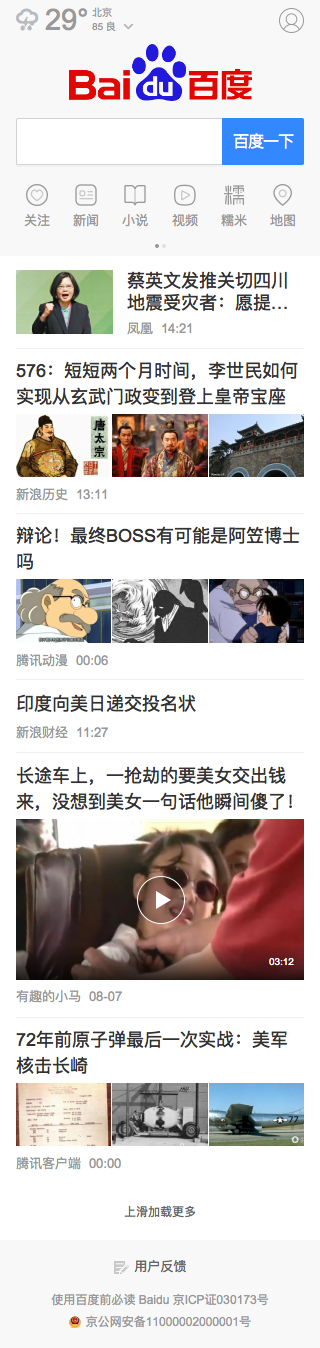 29°
北京
85 良
Bai du 百度
百度一下
关注 新闻 小说 视频 糯米 地图
蔡英文发推关切四川
地震受灾者：愿提…
凤凰 14:21
576：短短两个月时间，李世民如何
实现从玄武门政变到登上皇帝宝座
唐太宗
新浪历史 13:11
辩论！最终BOSS有可能是阿笠博士
吗
腾讯动漫 00:06
印度向美日递交投名状
新浪财经 11:27
长途车上，一抢劫的要美女交出钱
来，没想到美女一句话他瞬间傻了！
03:12
有趣的小马 08-07
72年前原子弹最后一次实战：美军
核击长崎
腾讯客户端 00:00
上滑加载更多
用户反馈
使用百度前必读 Baidu 京ICP证030173号
京公网安备11000002000001号